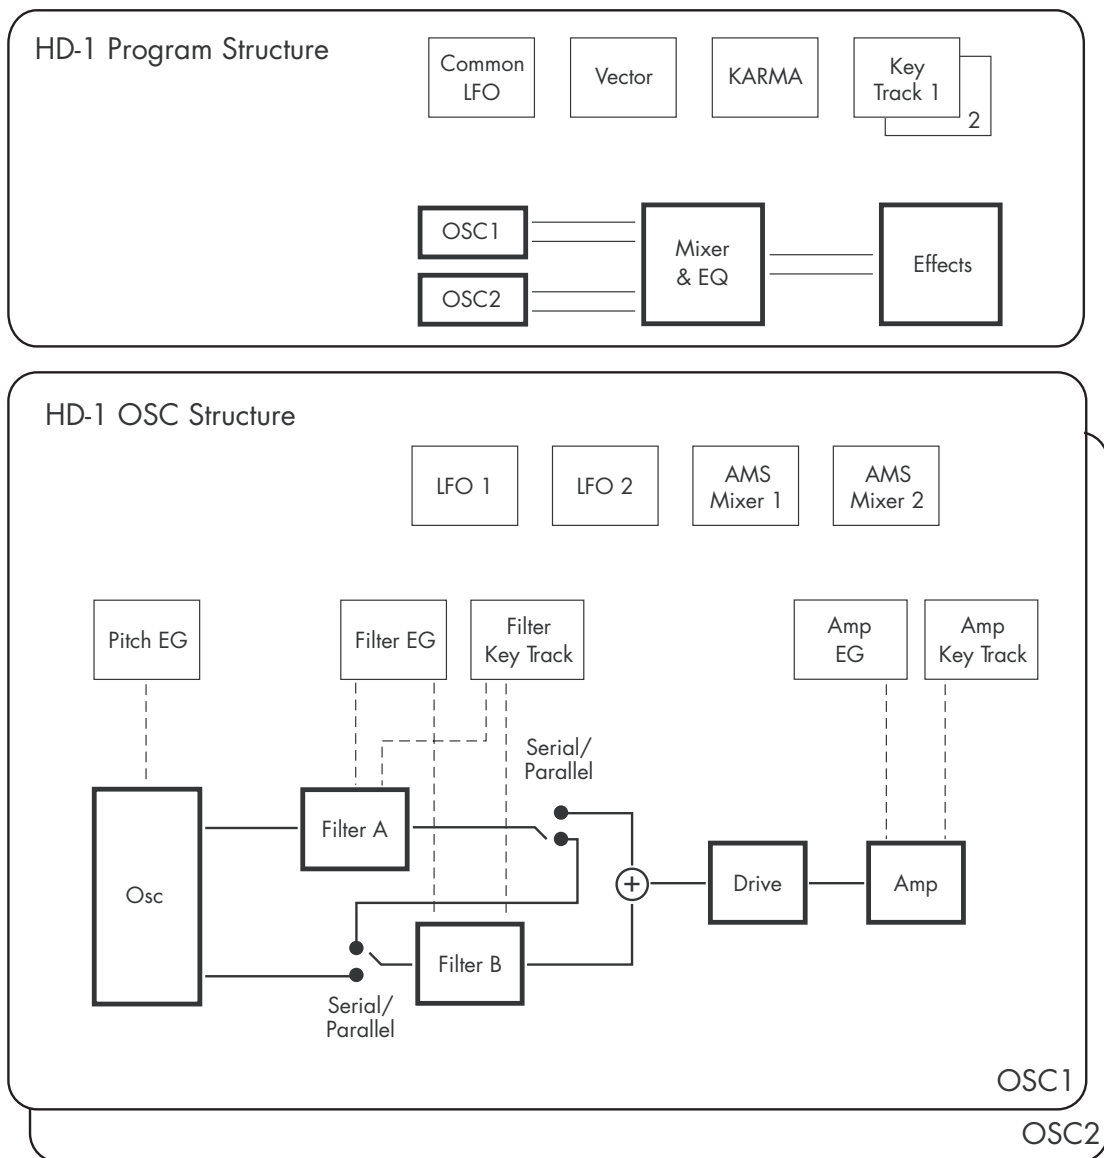 HD-1 Program Structure
Common
LFO
Vector
KARMA
Key
Track 1
2
OSC1
OSC2
Mixer
& EQ
Effects
HD-1 OSC Structure
LFO 1
LFO 2
AMS
Mixer 1
AMS
Mixer 2
Pitch EG
Filter EG
Filter
Key Track
Amp
EG
Amp
Key Track
Serial/
Parallel
Osc
Filter A
Drive
Amp
Filter B
Serial/
Parallel
OSC1
OSC2